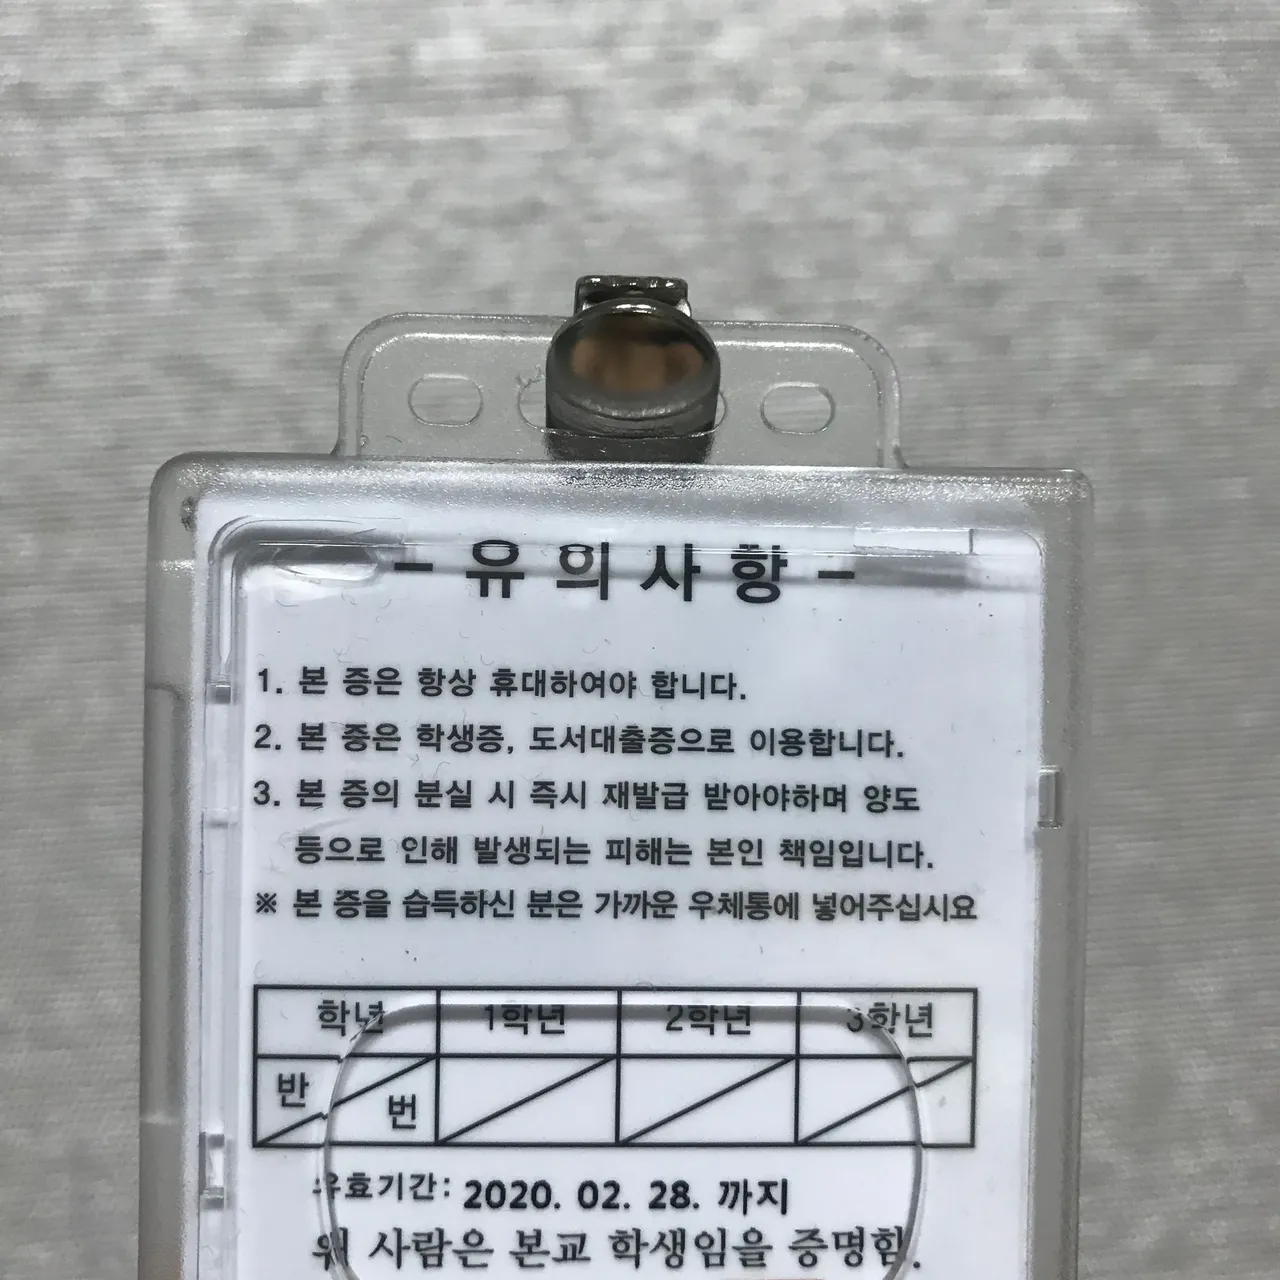 - 유의사항 -
1. 본 증은 항상 휴대하여야 합니다.
2. 본 증은 학생증, 도서대출증으로 이용합니다.
3. 본 증의 분실 시 즉시 재발급 받아야하며 양도
등으로 인해 발생되는 피해는 본인 책임입니다.
※ 본 증을 습득하신 분은 가까운 우체통에 넣어주십시요
학년 1학년 2학년 3학년
반 번
유효기간: 2020. 02. 28. 까지
위 사람은 본교 학생임을 증명함.